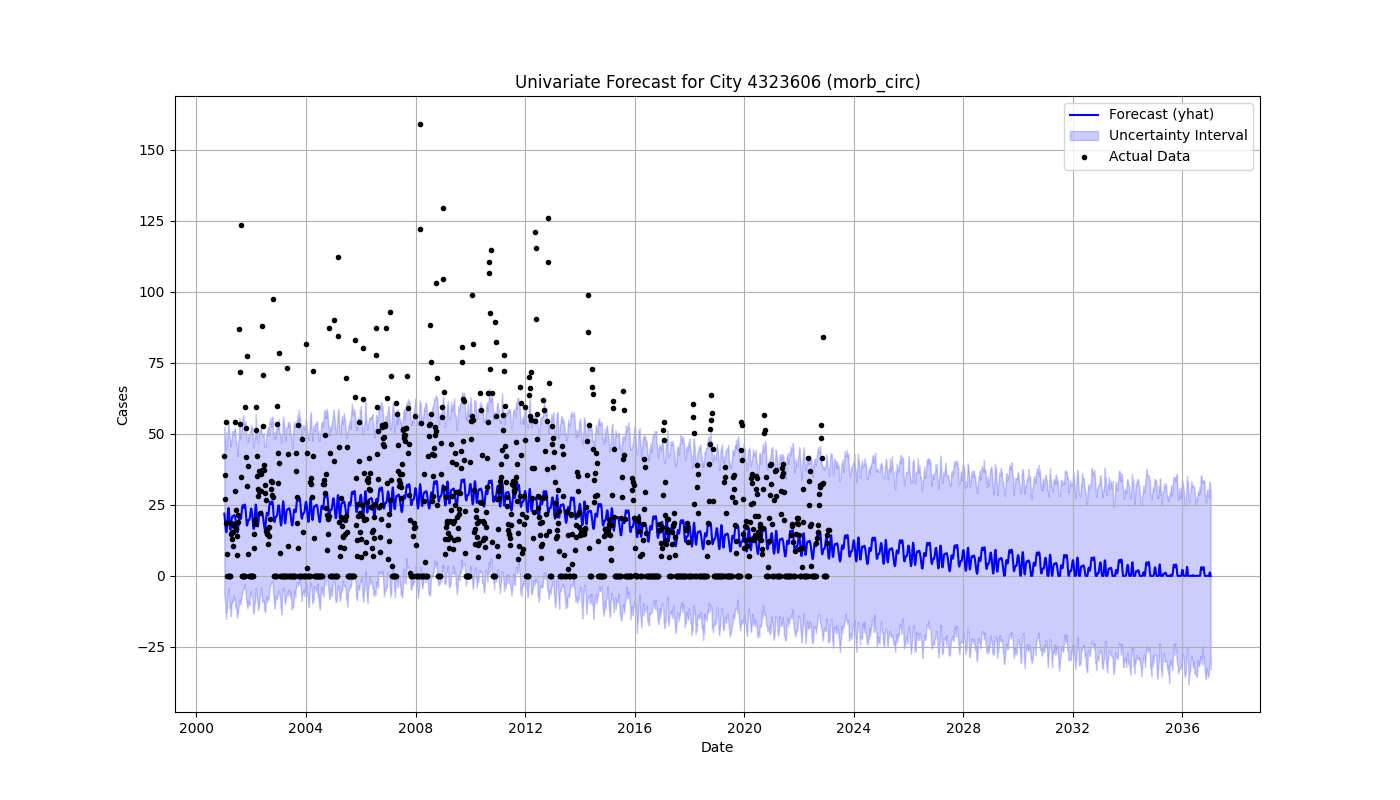 Univariate Forecast for City 4323606 (morb_circ)
Forecast (yhat)
Uncertainty Interval
Actual Data
150
125
100
75
50
25
0
−25
Cases
2000 2004 2008 2012 2016 2020 2024 2028 2032 2036
Date